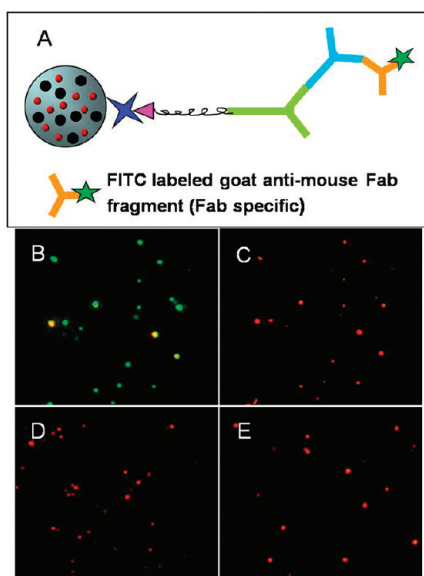 A
FITC labeled goat anti-mouse Fab
fragment (Fab specific)
B
C
D
E